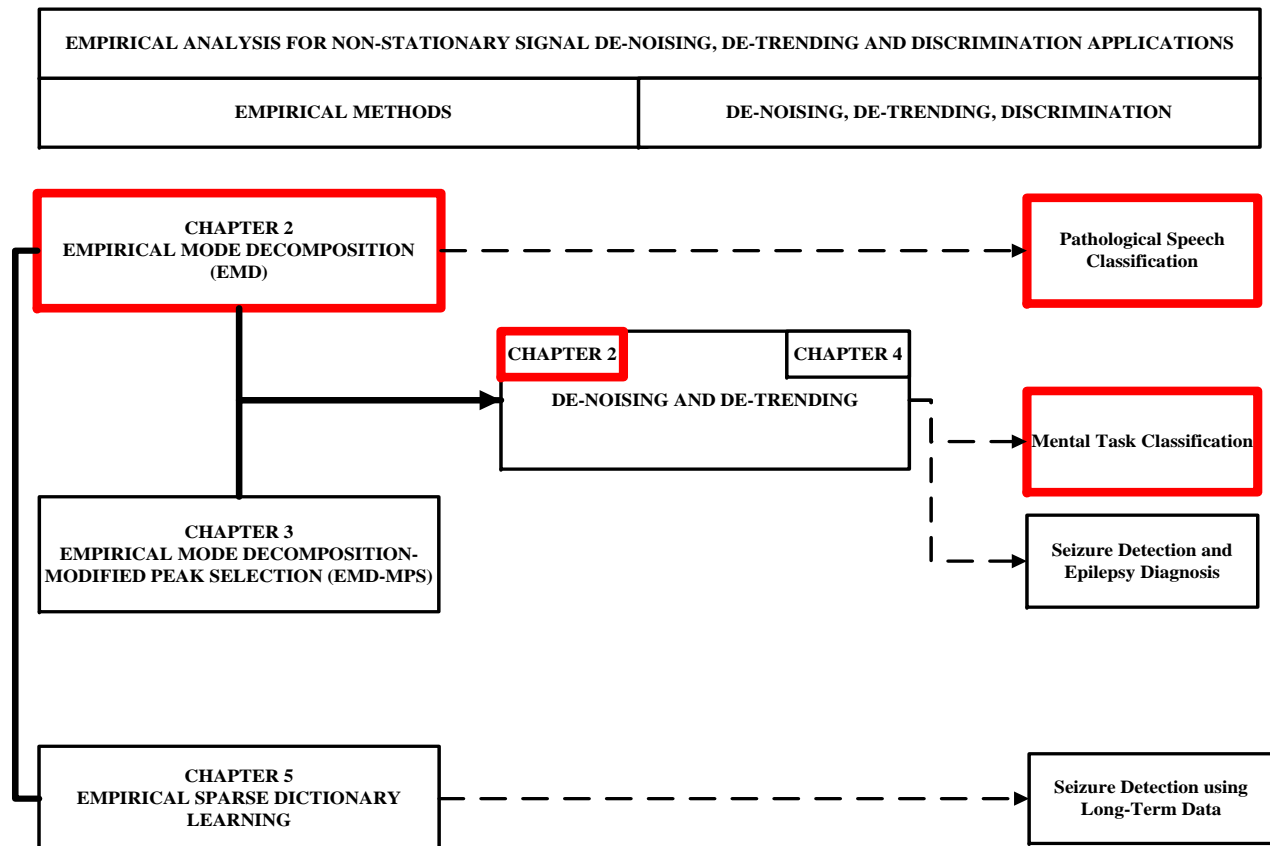 EMPIRICAL ANALYSIS FOR NON-STATIONARY SIGNAL DE-NOISING, DE-TRENDING AND DISCRIMINATION APPLICATIONS
EMPIRICAL METHODS
DE-NOISING, DE-TRENDING, DISCRIMINATION
CHAPTER 2
EMPIRICAL MODE DECOMPOSITION
(EMD)
Pathological Speech
Classification
CHAPTER 2
CHAPTER 4
DE-NOISING AND DE-TRENDING
Mental Task Classification
CHAPTER 3
EMPIRICAL MODE DECOMPOSITION-
MODIFIED PEAK SELECTION (EMD-MPS)
Seizure Detection and
Epilepsy Diagnosis
CHAPTER 5
EMPIRICAL SPARSE DICTIONARY
LEARNING
Seizure Detection using
Long-Term Data